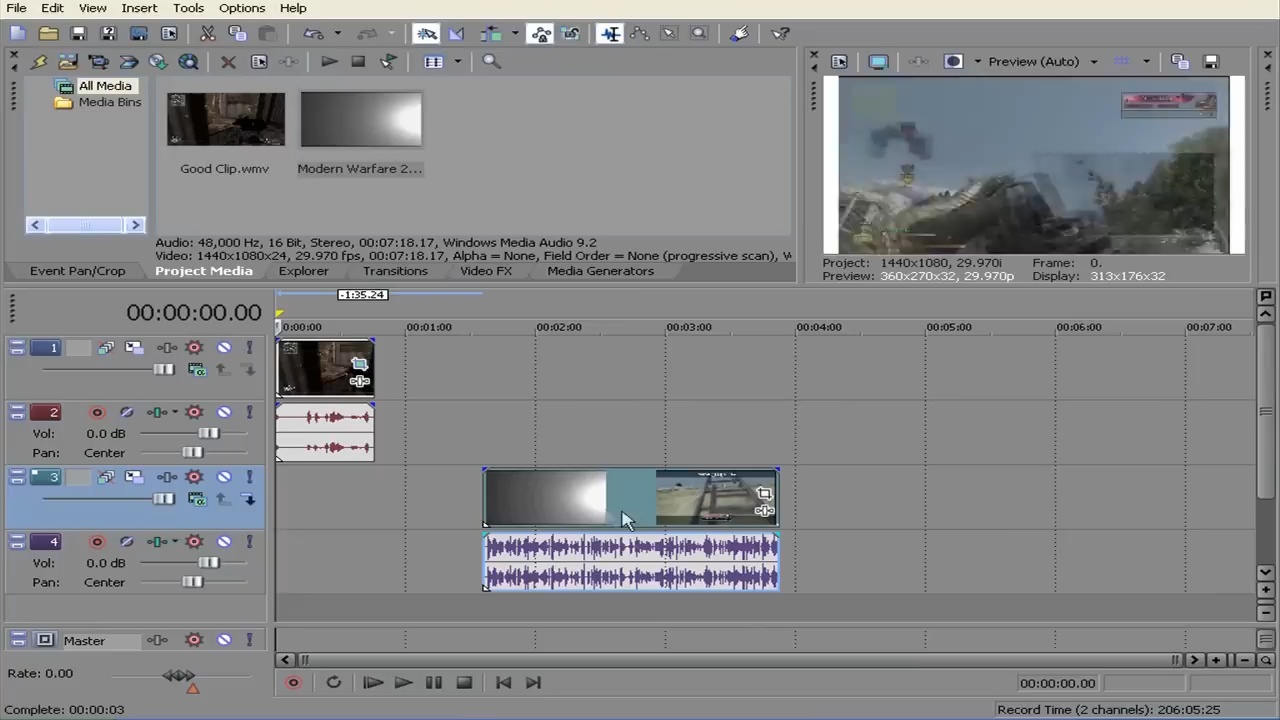 File Edit View Insert Tools Options Help
Preview (Auto)
All Media
Media Bins
Good Clip.wmv
Modern Warfare 2...
Audio: 48,000 Hz, 16 Bit, Stereo, 00:07:18.17, Windows Media Audio 9.2
Video: 1440x1080x24, 29.970 fps, 00:07:18.17, Alpha = None, Field Order = None (progressive scan), W
Event Pan/Crop Project Media Explorer Transitions Video FX Media Generators
Project: 1440x1080, 29.970i Frame: 0,
Preview: 360x270x32, 29.970p Display: 313x176x32
-1:35.24
00:00:00.00
0:00:00 00:01:00 00:02:00 00:03:00 00:04:00 00:05:00 00:06:00 00:07:00
1
2
Vol: 0.0 dB
Pan: Center
3
4
Vol: 0.0 dB
Pan: Center
Master
Rate: 0.00
00:00:00.00
Complete: 00:00:03
Record Time (2 channels): 206:05:25